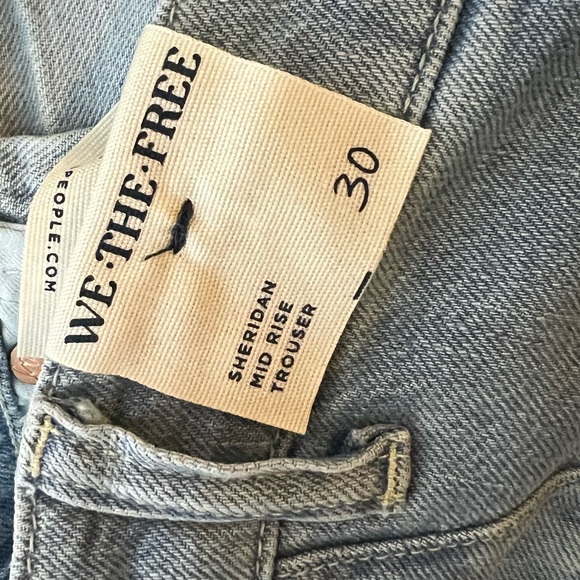 WE·THE·FREE
30
SHERIDAN
MID RISE
TROUSER
PEOPLE.COM